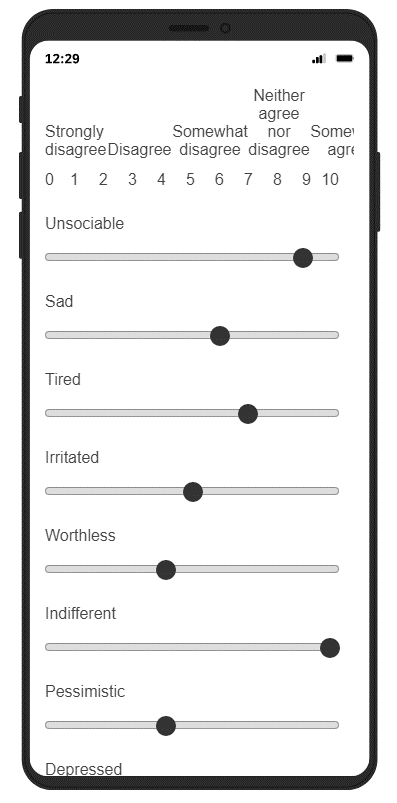 12:29
Neither
agree
Strongly Somewhat nor
disagree Disagree disagree disagree
0 1 2 3 4 5 6 7 8 9 10
Unsociable
Sad
Tired
Irritated
Worthless
Indifferent
Pessimistic
Depressed